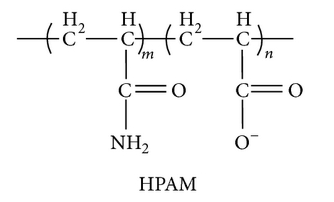 H₂ H H₂ H
( C — C )m ( C — C )n
C = O C = O
NH₂ O⁻
HPAM